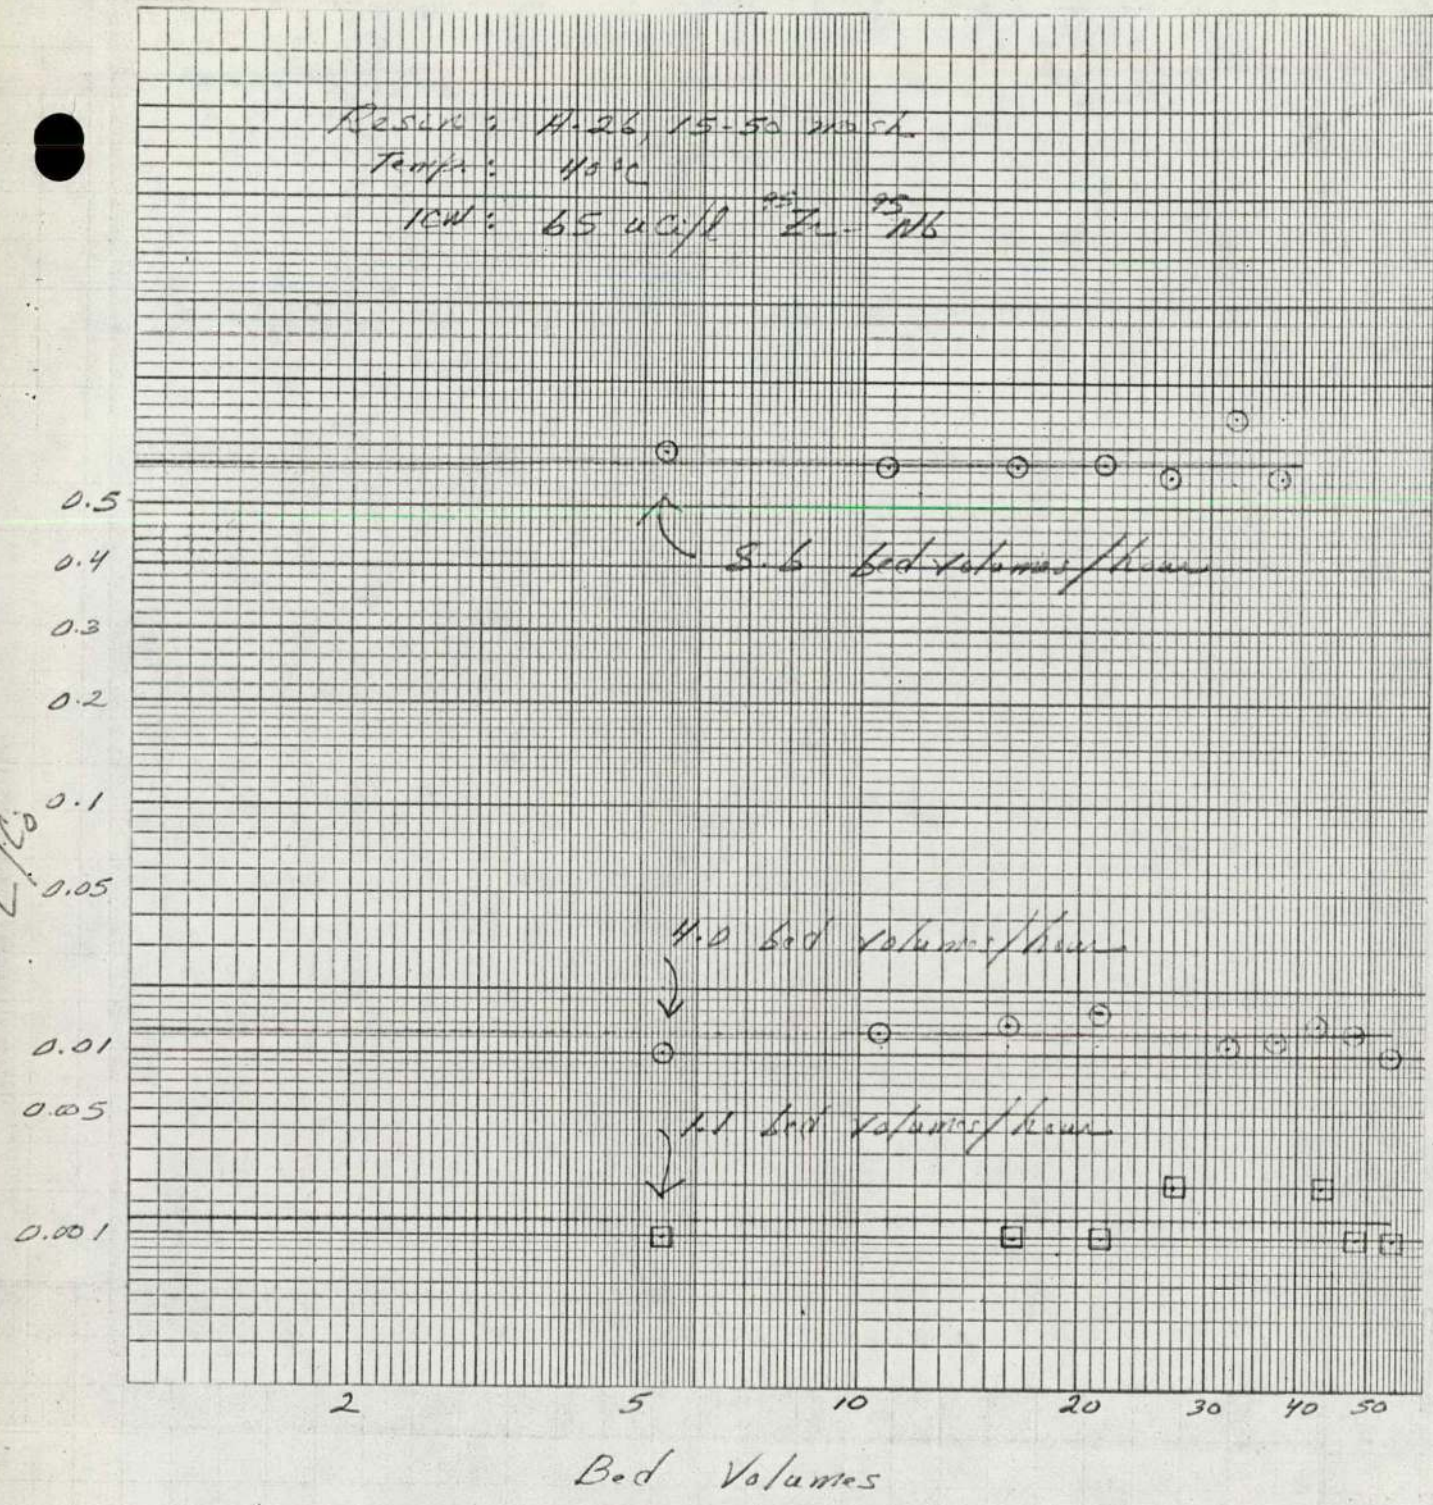 Resin: A-26, 15-50 mesh
Temp.: 40°C
ICW: 65 uCi/l ⁹⁵Zr-⁹⁵Nb
0.5
8.6 bed volumes/hour
0.4
0.3
0.2
0.1
C/C₀
0.05
4.0 bed volumes/hour
0.01
0.005
1.1 bed volumes/hour
0.001
2 5 10 20 30 40 50
Bed Volumes